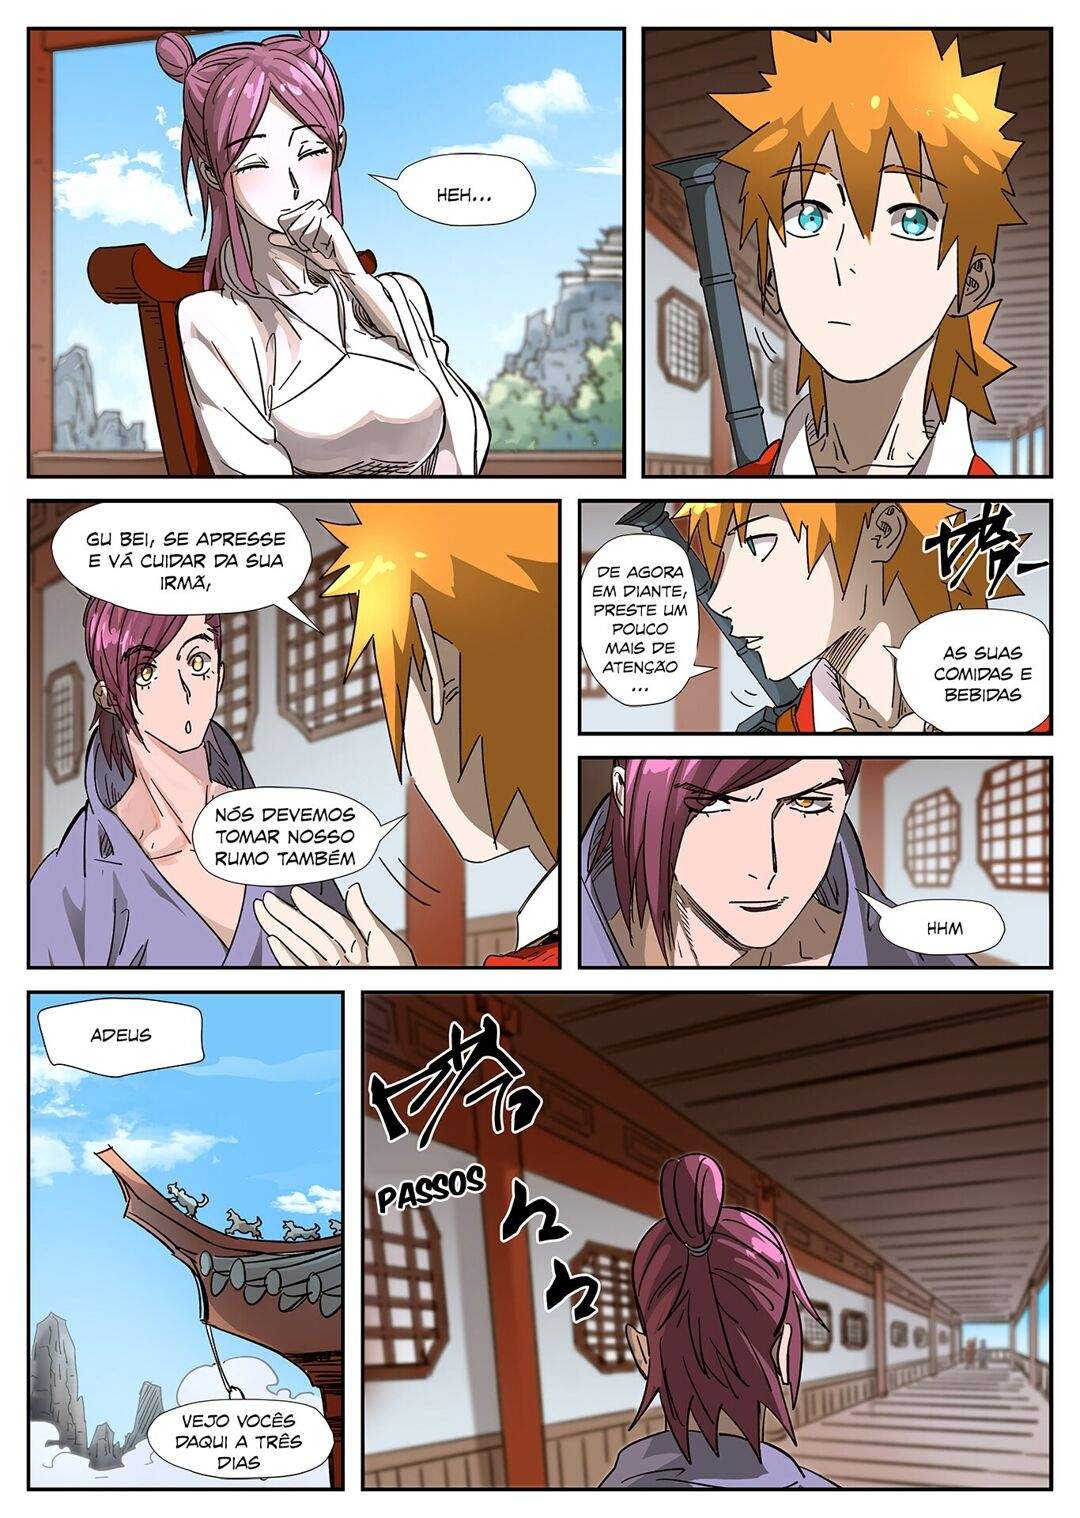 HEH...
GU BEI, SE APRESSE
E VÁ CUIDAR DA SUA
IRMÃ,
NÓS DEVEMOS
TOMAR NOSSO
RUMO TAMBÉM
DE AGORA
EM DIANTE,
PRESTE UM
POUCO
MAIS DE
ATENÇÃO
...
AS SUAS
COMIDAS E
BEBIDAS
HHM
ADEUS
VEJO VOCÊS
DAQUI A TRÊS
DIAS
PASSOS